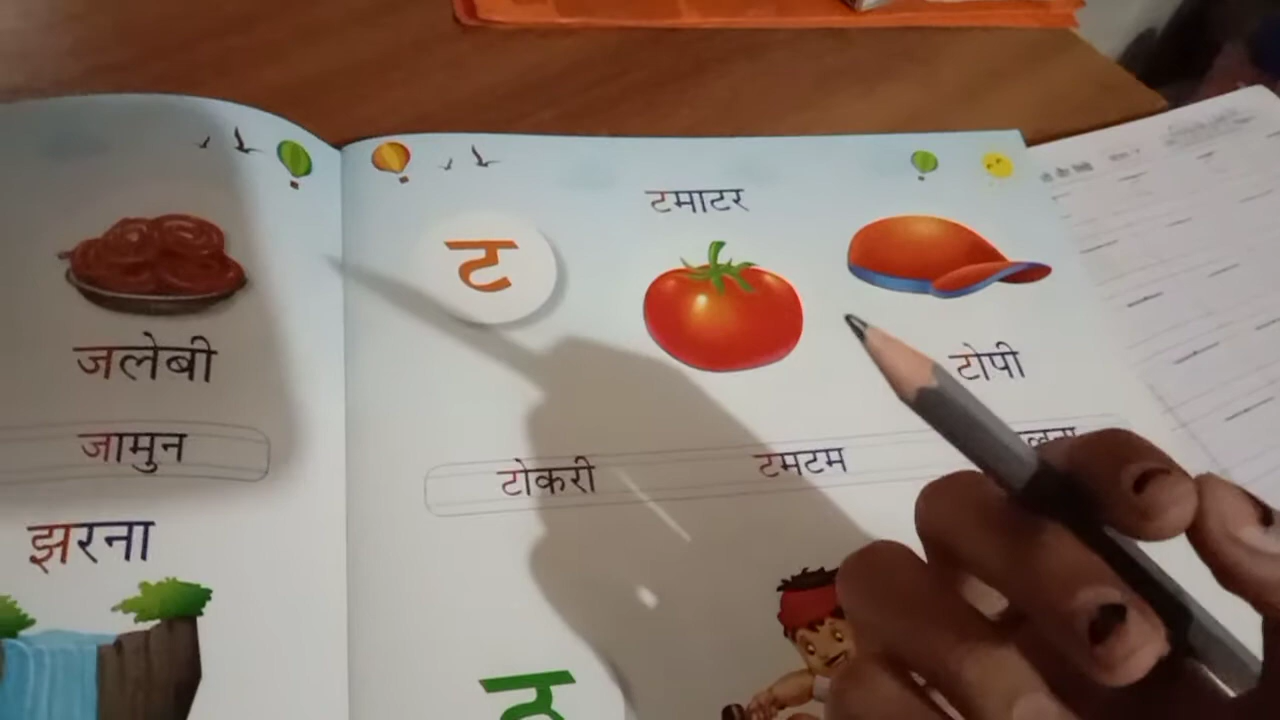 जलेबी
जामुन
झरना
ट
टमाटर
टोपी
टोकरी
टमटम